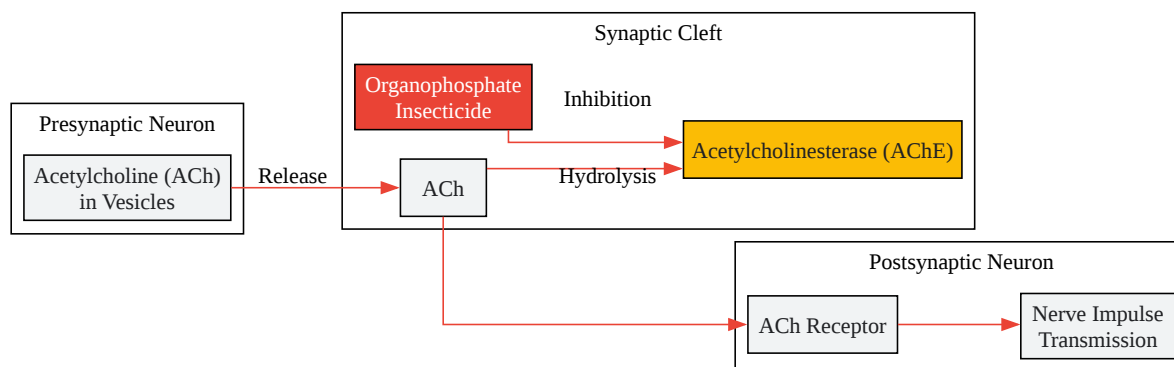 Synaptic Cleft
Organophosphate
Insecticide
Inhibition
Presynaptic Neuron
Acetylcholinesterase (AChE)
Acetylcholine (ACh)
in Vesicles
Release
ACh
Hydrolysis
Postsynaptic Neuron
ACh Receptor
Nerve Impulse
Transmission